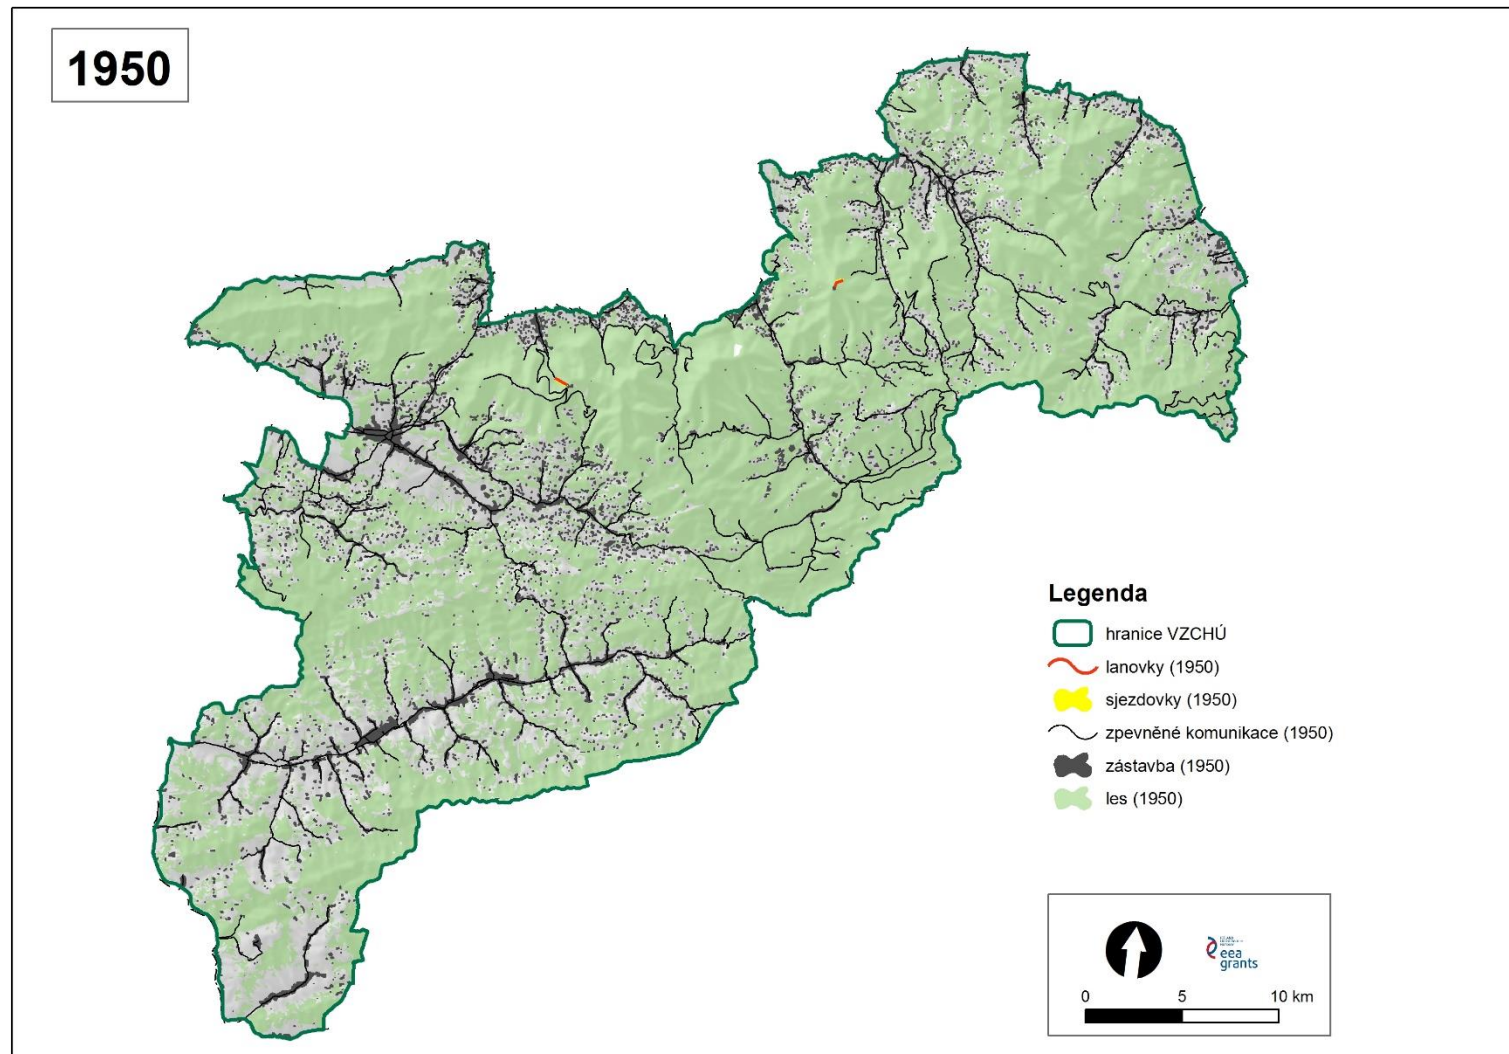 1950
Legenda
hranice VZCHÚ
lanovky (1950)
sjezdovky (1950)
zpevněné komunikace (1950)
zástavba (1950)
les (1950)
eea
grants
0 5 10 km